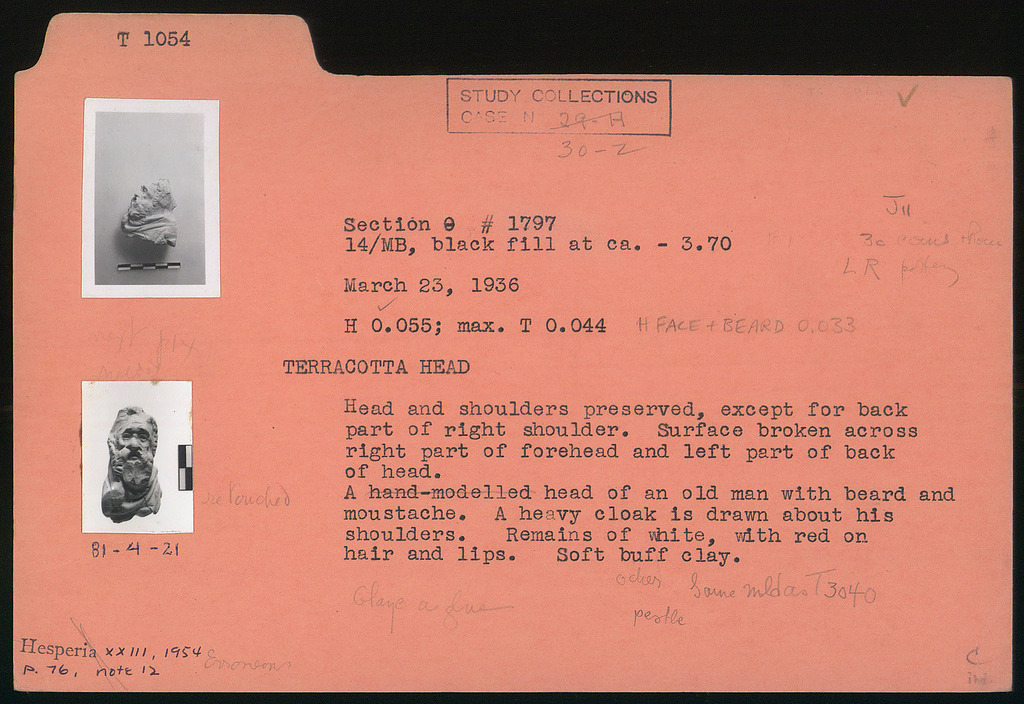 T 1054
STUDY COLLECTIONS
CASE N 29-A
30-2
J11
Section θ # 1797
14/MB, black fill at ca. - 3.70
30 coins
LR pottery
March 23, 1936
H 0.055; max. T 0.044 H FACE + BEARD 0.033
TERRACOTTA HEAD
Head and shoulders preserved, except for back
part of right shoulder. Surface broken across
right part of forehead and left part of back
of head.
A hand-modelled head of an old man with beard and
moustache. A heavy cloak is drawn about his
shoulders. Remains of white, with red on
hair and lips. Soft buff clay.
retouched
81-4-21
Same mld as T3040
Hesperia XXIII, 1954
p. 76, note 12
Erroneous
C